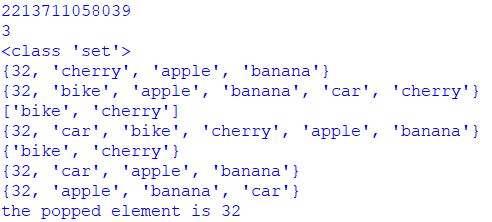 2213711058039
3
<class 'set'>
{32, 'cherry', 'apple', 'banana'}
{32, 'bike', 'apple', 'banana', 'car', 'cherry'}
['bike', 'cherry']
{32, 'car', 'bike', 'cherry', 'apple', 'banana'}
{'bike', 'cherry'}
{32, 'car', 'apple', 'banana'}
{32, 'apple', 'banana', 'car'}
the popped element is 32